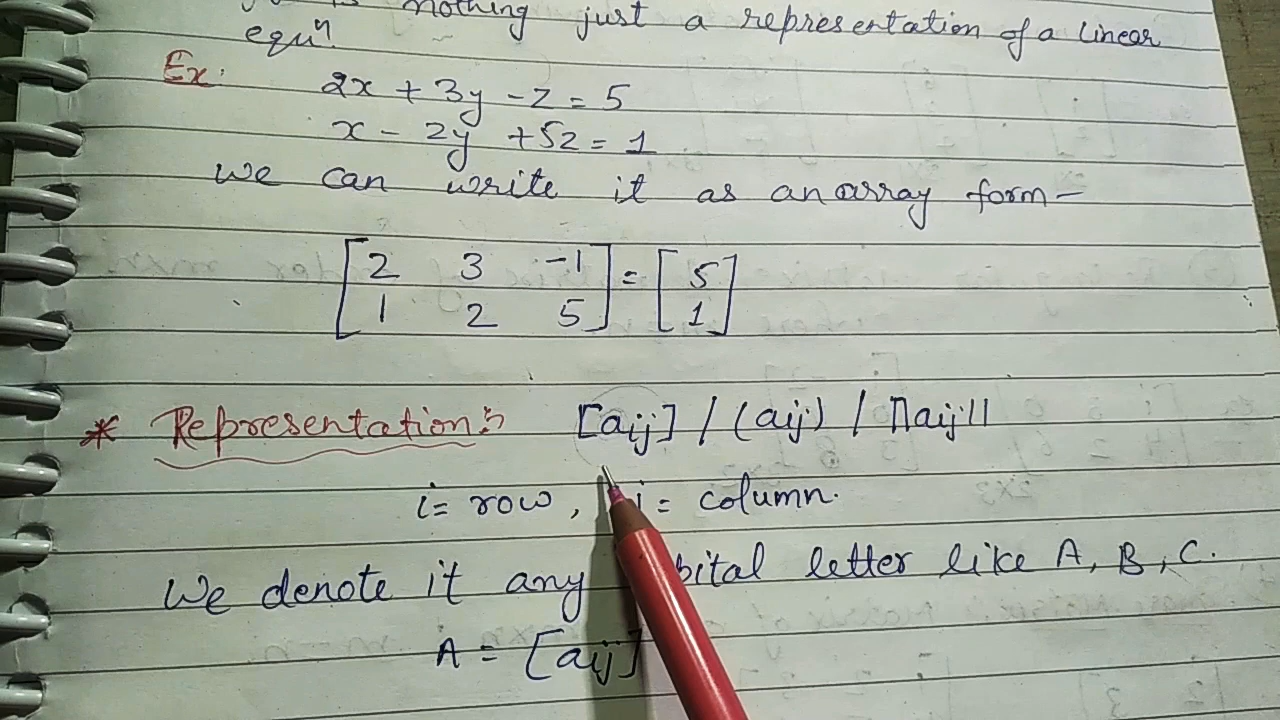 nothing just a representation of a linear
equⁿ.
Ex:
2x + 3y - z = 5
x - 2y + 5z = 1
we can write it as an array form -
[2 3 -1] = [5]
[1 2 5] [1]
* Representation:- [aij] / (aij) / ||aij||
i = row, j = column.
We denote it any letter like A, B, C.
A = [aij]